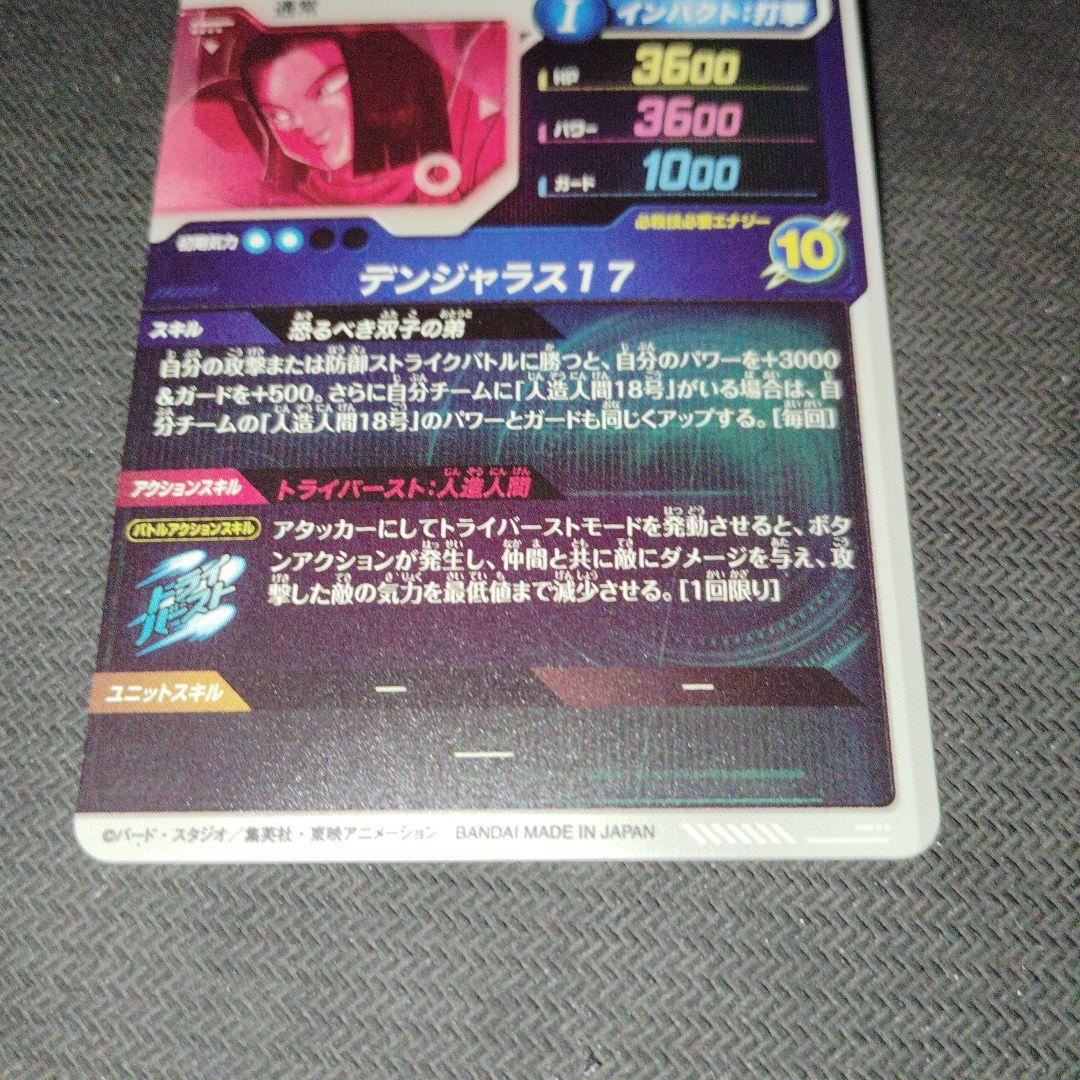 通常
I インパクト:打撃
HP 3600
パワー 3600
ガード 1000
初期気力
必殺技必要エナジー
10
デンジャラス17
スキル 恐るべき双子の弟
自分の攻撃または防御ストライクバトルに勝つと、自分のパワーを+3000
&ガードを+500。さらに自分チームに「人造人間18号」がいる場合は、自
分チームの「人造人間18号」のパワーとガードも同じくアップする。[毎回]
アクションスキル トライバースト:人造人間
バトルアクションスキル
アタッカーにしてトライバーストモードを発動させると、ボタ
ンアクションが発生し、仲間と共に敵にダメージを与え、攻
撃した敵の気力を最低値まで減少させる。[1回限り]
トライ
バースト
ユニットスキル — —
—
©バード・スタジオ/集英社・東映アニメーション BANDAI MADE IN JAPAN